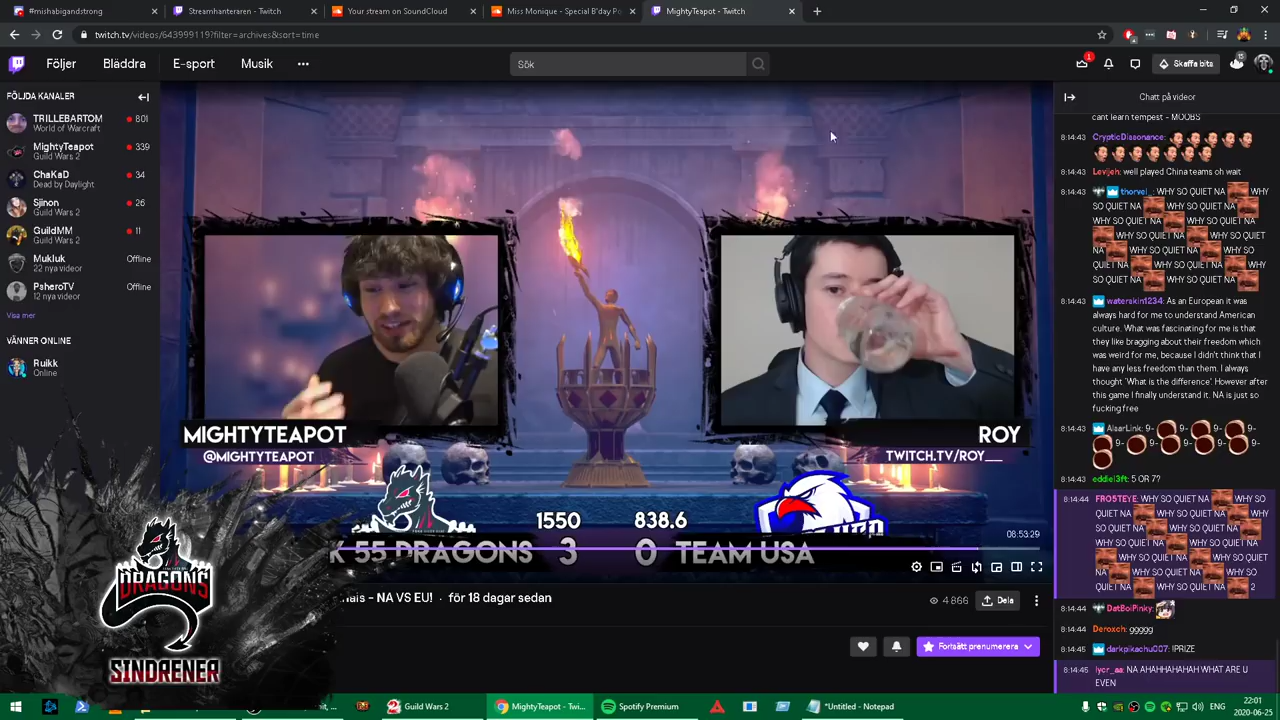 #mishabigandstrong
Streamhanteraren - Twitch
Your stream on SoundCloud
Miss Monique - Special B'day Po
MightyTeapot - Twitch
twitch.tv/videos/643999119?filter=archives&sort=time
Följer
Bläddra
E-sport
Musik
Sök
1
Skaffa bits
15
FÖLJDA KANALER
TRILLEBARTOM 801
World of Warcraft
MightyTeapot 339
Guild Wars 2
ChaKaD 34
Dead by Daylight
Sjinon 26
Guild Wars 2
GuildMM 11
Guild Wars 2
Mukluk Offline
22 nya videor
PsheroTV Offline
12 nya videor
Visa mer
VÄNNER ONLINE
Ruikk
Online
MIGHTYTEAPOT
@MIGHTYTEAPOT
ROY
TWITCH.TV/ROY___
1550 838.6
K 55 DRAGONS 3 0 TEAM USA
08:53:29
- NA VS EU! · för 18 dagar sedan
4 866
Dela
Fortsätt prenumerera
DRAGONS
SINDRENER
Chatt på videor
cant learn tempest - MOOBS
8:14:43 CrypticDissonance:
8:14:43 Levijeh: well played China teams oh wait
8:14:43 thorvei_: WHY SO QUIET NA WHY
SO QUIET NA WHY SO QUIET NA
WHY SO QUIET NA WHY SO QUIET
NA WHY SO QUIET NA WHY SO
QUIET NA WHY SO QUIET NA WHY
SO QUIET NA WHY SO QUIET NA
8:14:43 waterskin1234: As an European it was
always hard for me to understand American
culture. What was fascinating for me is that
they like bragging about their freedom which
was weird for me, because I didn't think that I
have any less freedom than them. I always
thought 'What is the difference'. However after
this game I finally understood it. NA is just so
fucking free
8:14:43 AlsarLink: 9- 9- 9-
9- 9- 9- 9-
8:14:43 eddiel3ft: 5 OR 7?
8:14:44 FRO5TEYE: WHY SO QUIET NA WHY SO
QUIET NA WHY SO QUIET NA WHY
SO QUIET NA WHY SO QUIET NA
WHY SO QUIET NA WHY SO QUIET
NA WHY SO QUIET NA WHY SO
QUIET NA WHY SO QUIET NA WHY
SO QUIET NA WHY SO QUIET NA 2
8:14:44 DatBoiPinky:
8:14:44 Deroxch: ggggg
8:14:45 darkpikachu007: !PRIZE
8:14:45 lycr_aa: NA AHAHHAHAHAH WHAT ARE U
EVEN
Guild Wars 2
MightyTeapot - Twi...
Spotify Premium
*Untitled - Notepad
22:01
2020-06-25